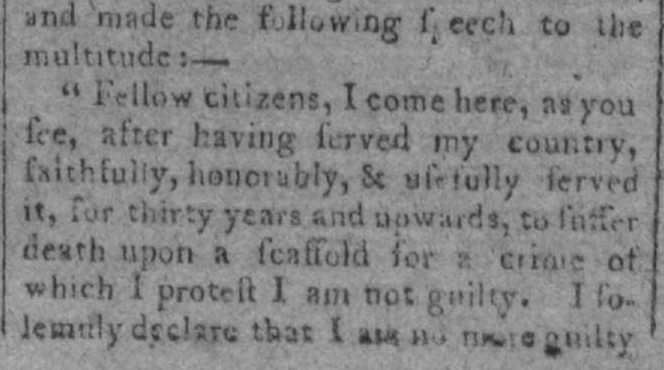 and made the following ſpeech to the
multitude:—
“ Fellow citizens, I come here, as you
ſee, after having ſerved my country,
faithfully, honorably, & uſefully ſerved
it, for thirty years and upwards, to ſuffer
death upon a ſcaffold for a crime of
which I proteſt I am not guilty. I ſo-
lemnly declare that I am no more guilty